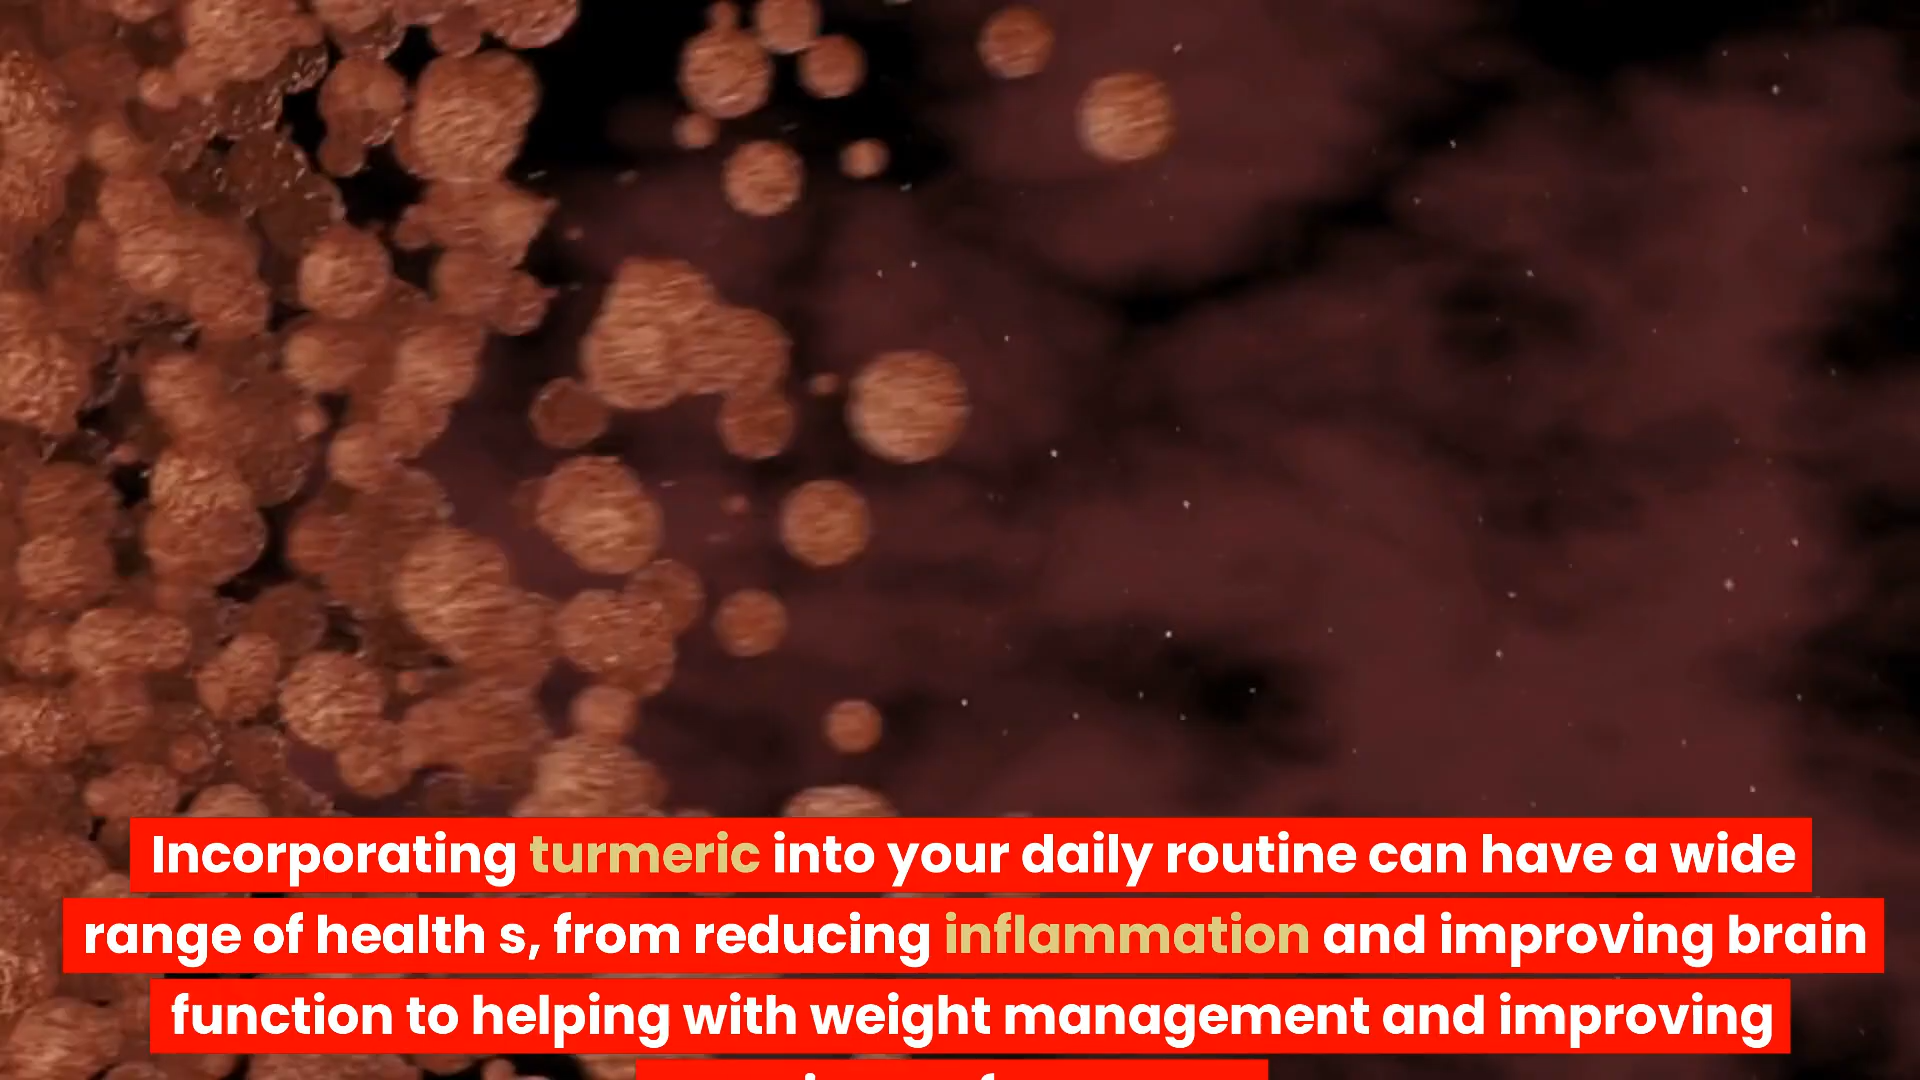 Incorporating turmeric into your daily routine can have a wide
range of health s, from reducing inflammation and improving brain
function to helping with weight management and improving